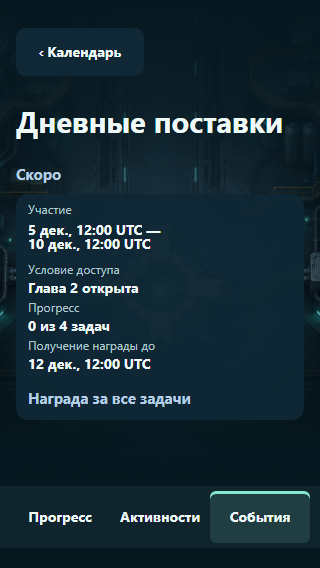 ‹ Календарь
Дневные поставки
Скоро
Участие
5 дек., 12:00 UTC —
10 дек., 12:00 UTC
Условие доступа
Глава 2 открыта
Прогресс
0 из 4 задач
Получение награды до
12 дек., 12:00 UTC
Награда за все задачи
Прогресс
Активности
События